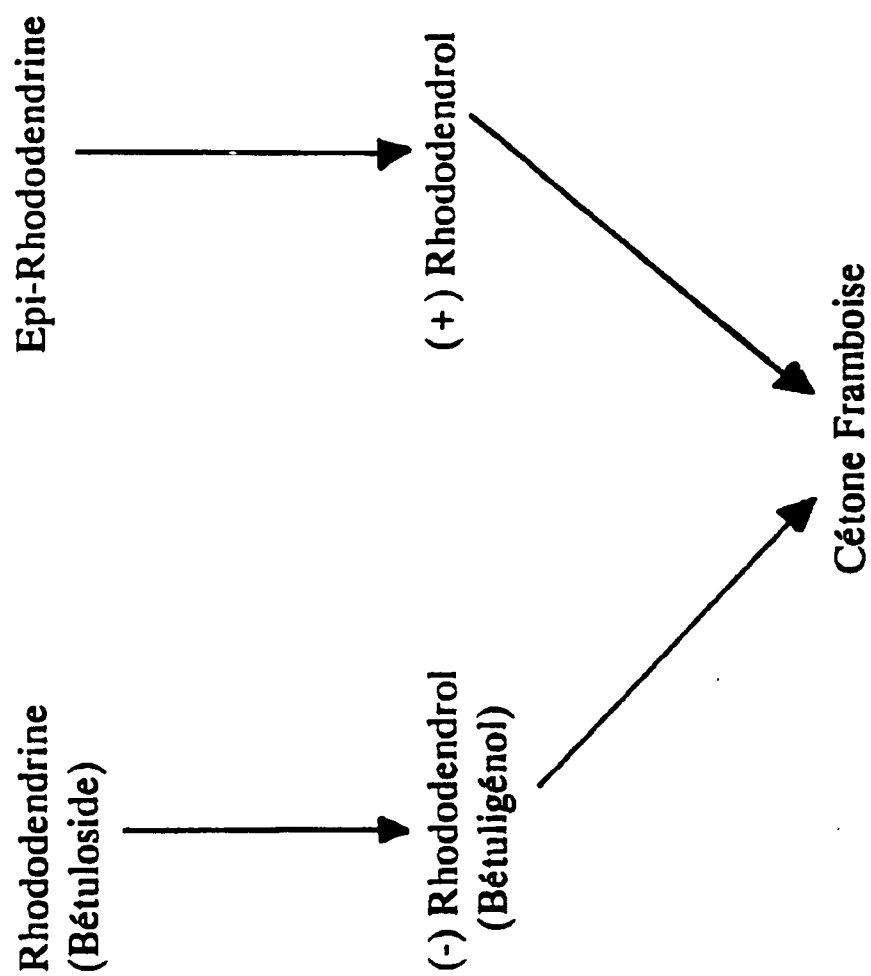 Rhododendrine
(Bétuloside)
Epi-Rhododendrine
(-) Rhododendrol
(Bétuligénol)
(+) Rhododendrol
Cétone Framboise